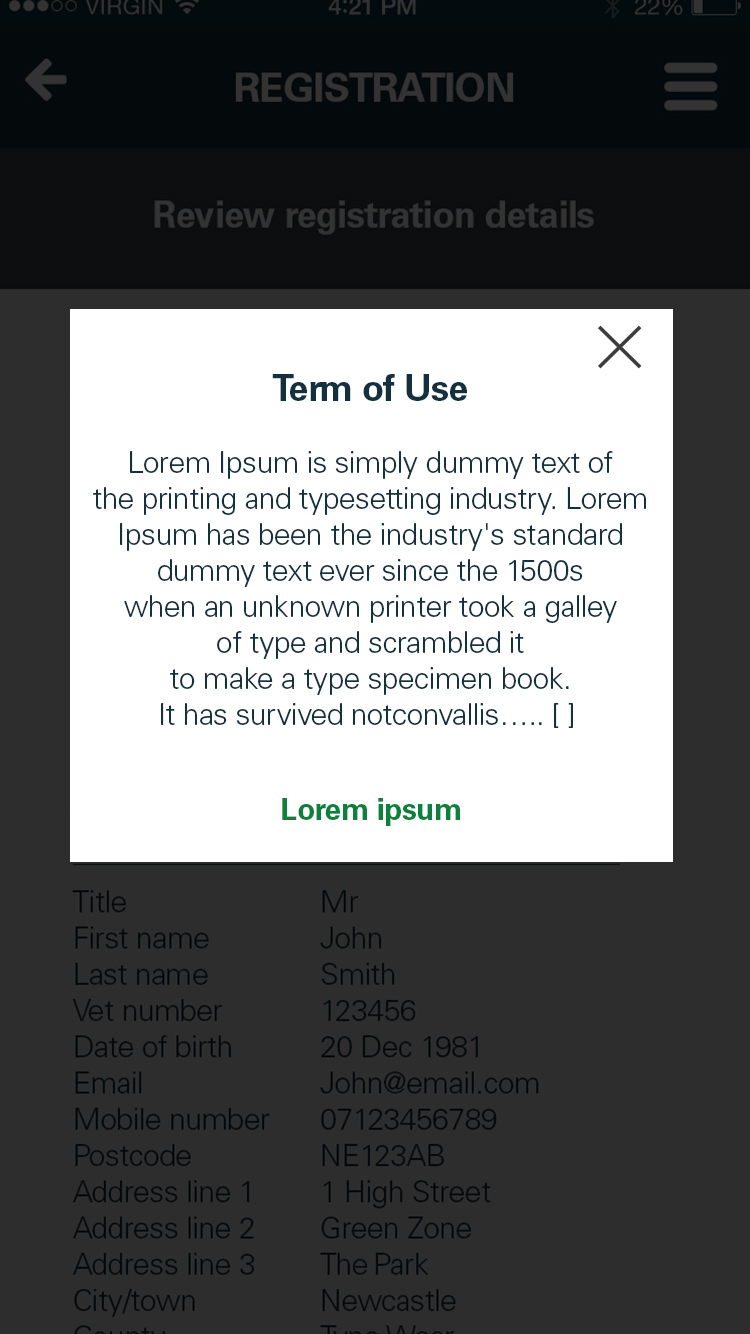 VIRGIN 4:21 PM 22%
REGISTRATION
Review registration details
Term of Use
Lorem Ipsum is simply dummy text of
the printing and typesetting industry. Lorem
Ipsum has been the industry's standard
dummy text ever since the 1500s
when an unknown printer took a galley
of type and scrambled it
to make a type specimen book.
It has survived notconvallis….. [ ]
Lorem ipsum
Title Mr
First name John
Last name Smith
Vet number 123456
Date of birth 20 Dec 1981
Email John@email.com
Mobile number 07123456789
Postcode NE123AB
Address line 1 1 High Street
Address line 2 Green Zone
Address line 3 The Park
City/town Newcastle
County Tyne Wear